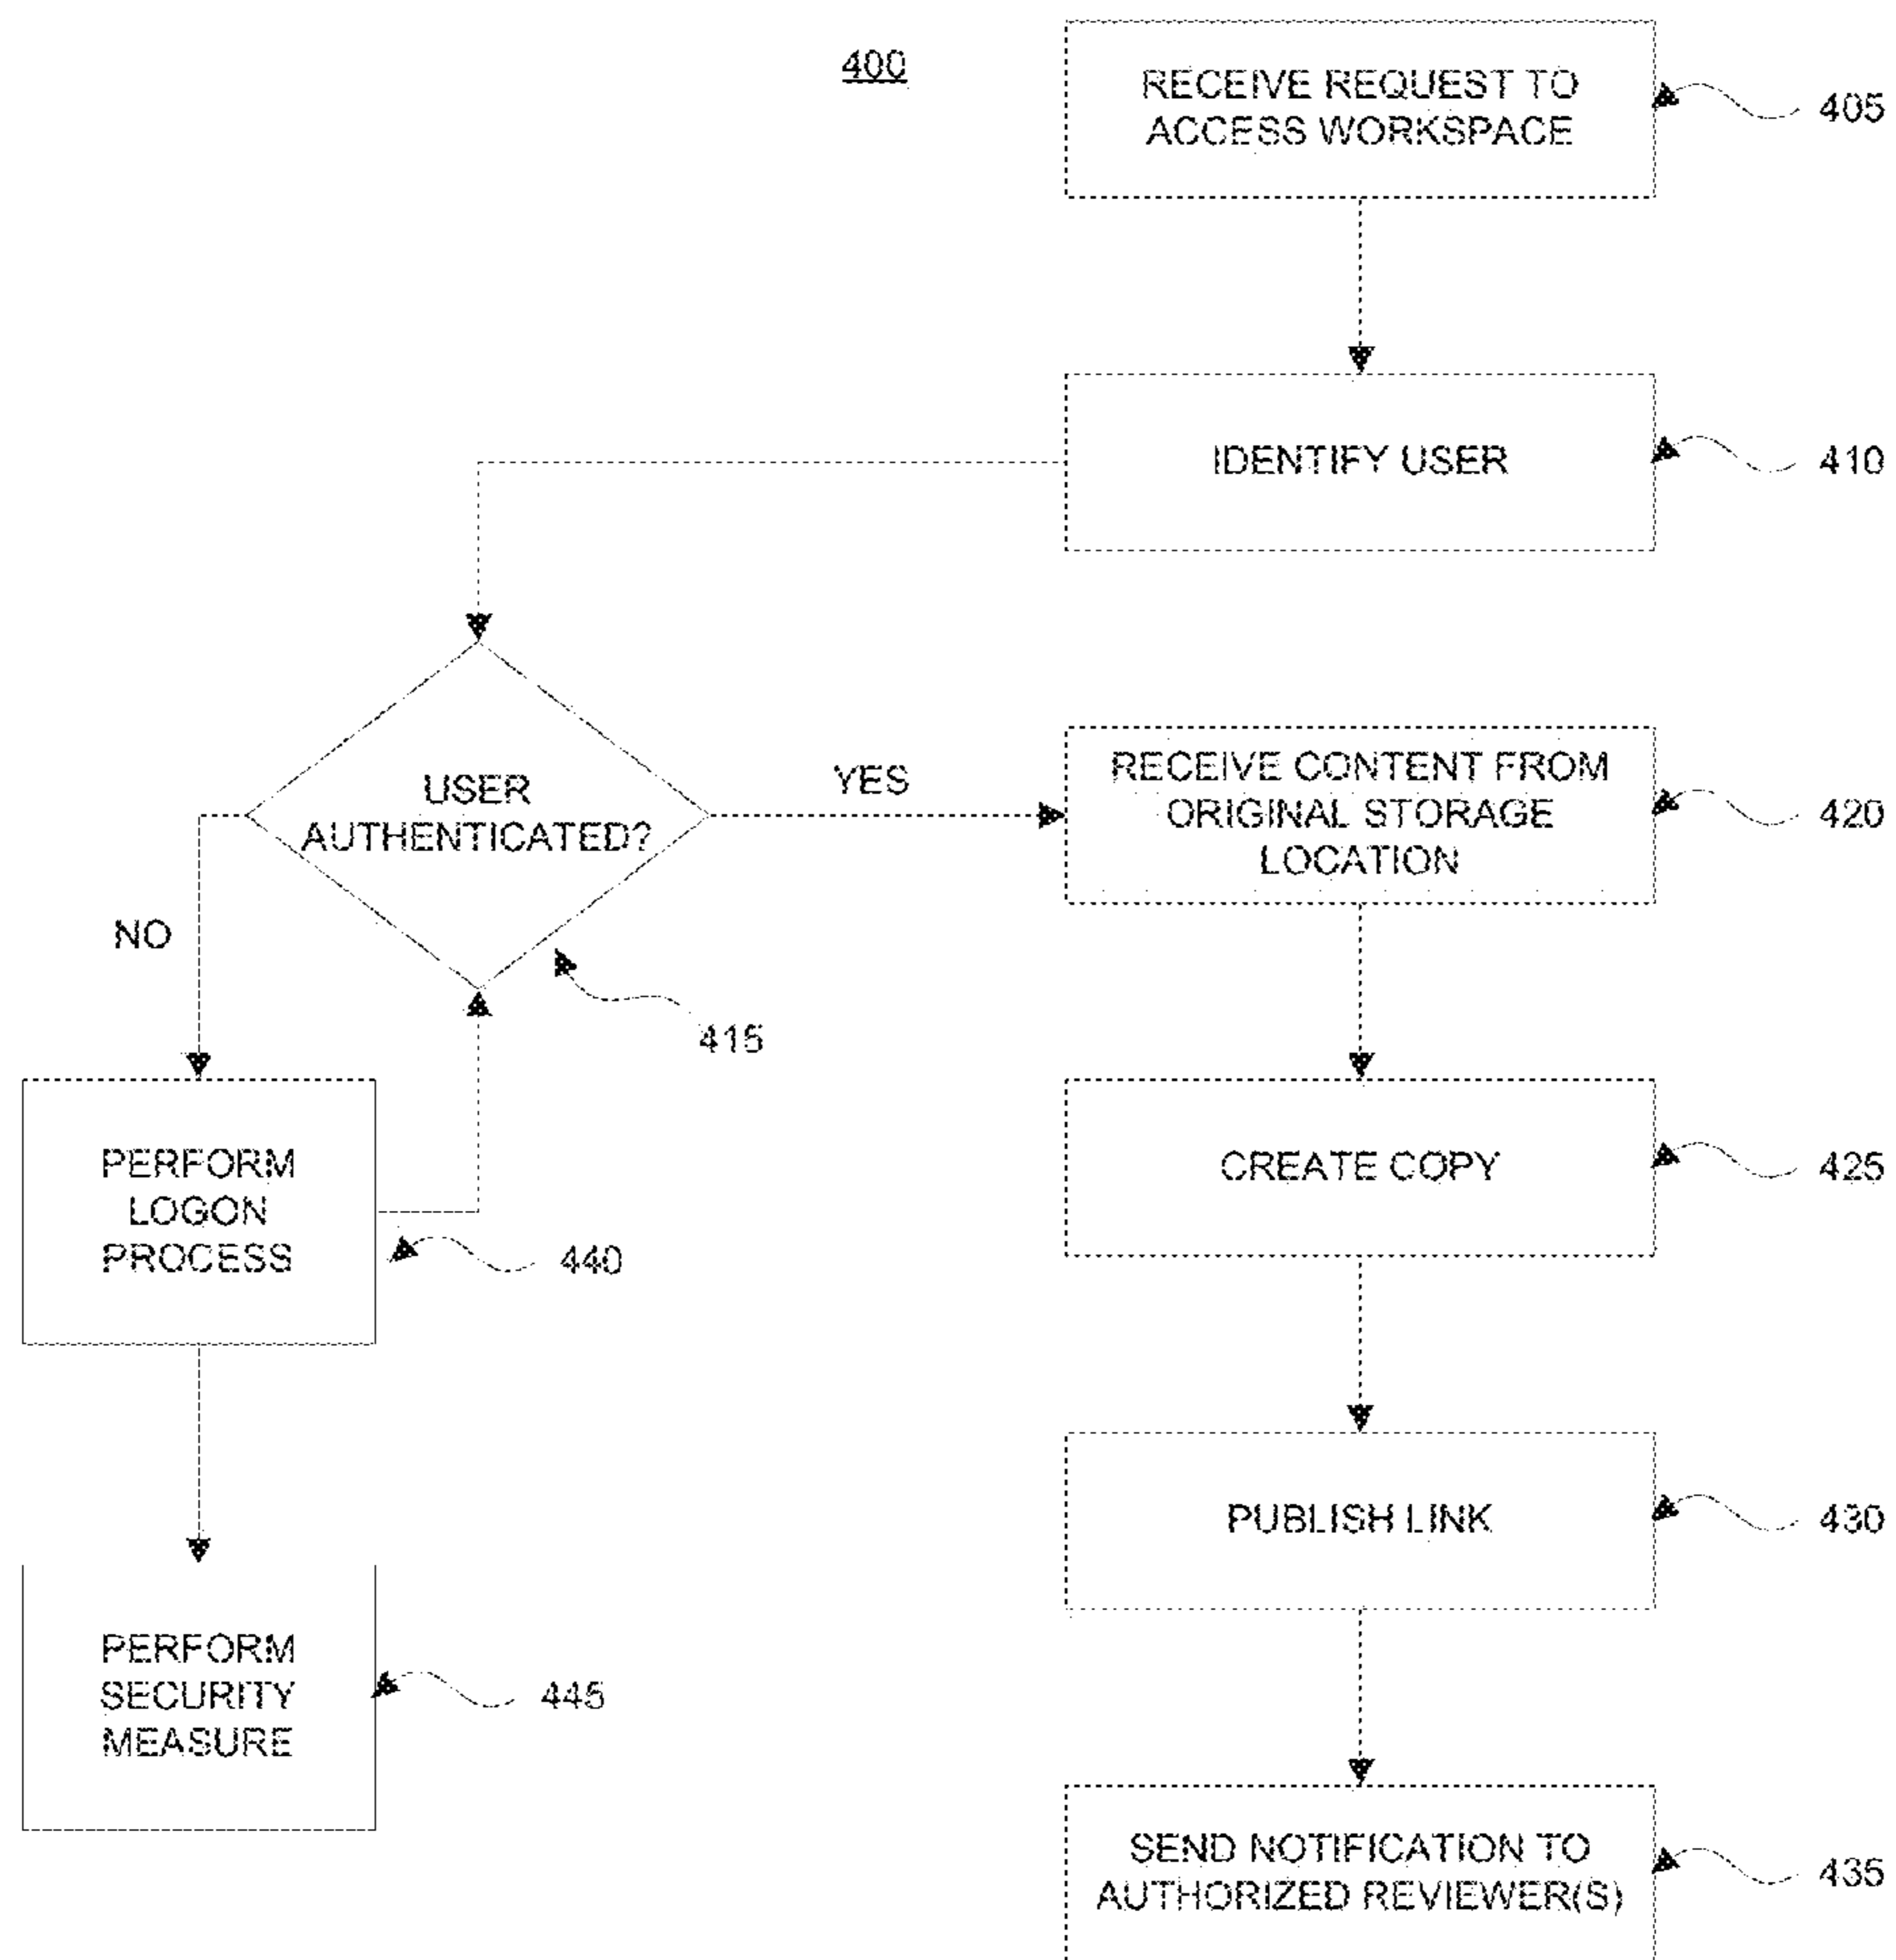 400
RECEIVE REQUEST TO
ACCESS WORKSPACE
405
IDENTIFY USER
410
USER
AUTHENTICATED?
YES
NO
415
RECEIVE CONTENT FROM
ORIGINAL STORAGE
LOCATION
420
CREATE COPY
425
PERFORM
LOGON
PROCESS
440
PUBLISH LINK
430
PERFORM
SECURITY
MEASURE
445
SEND NOTIFICATION TO
AUTHORIZED REVIEWER(S)
435